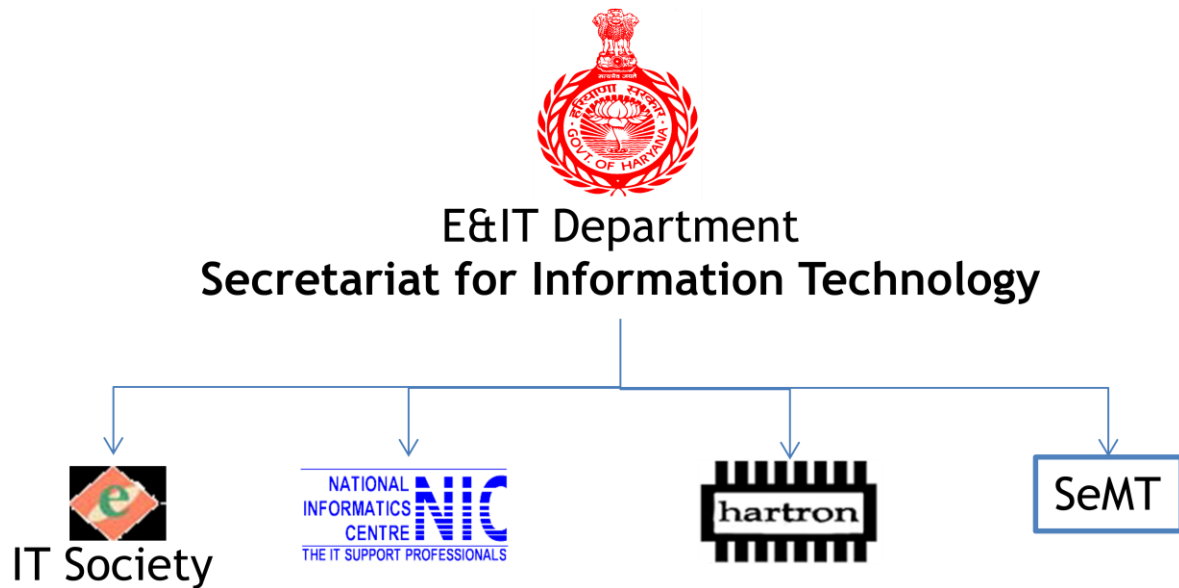 सत्यमेव जयते
हरियाणा सरकार
GOVT. OF HARYANA
E&IT Department
Secretariat for Information Technology
e
IT Society
NATIONAL
INFORMATICS
CENTRE
NIC
THE IT SUPPORT PROFESSIONALS
hartron
SeMT